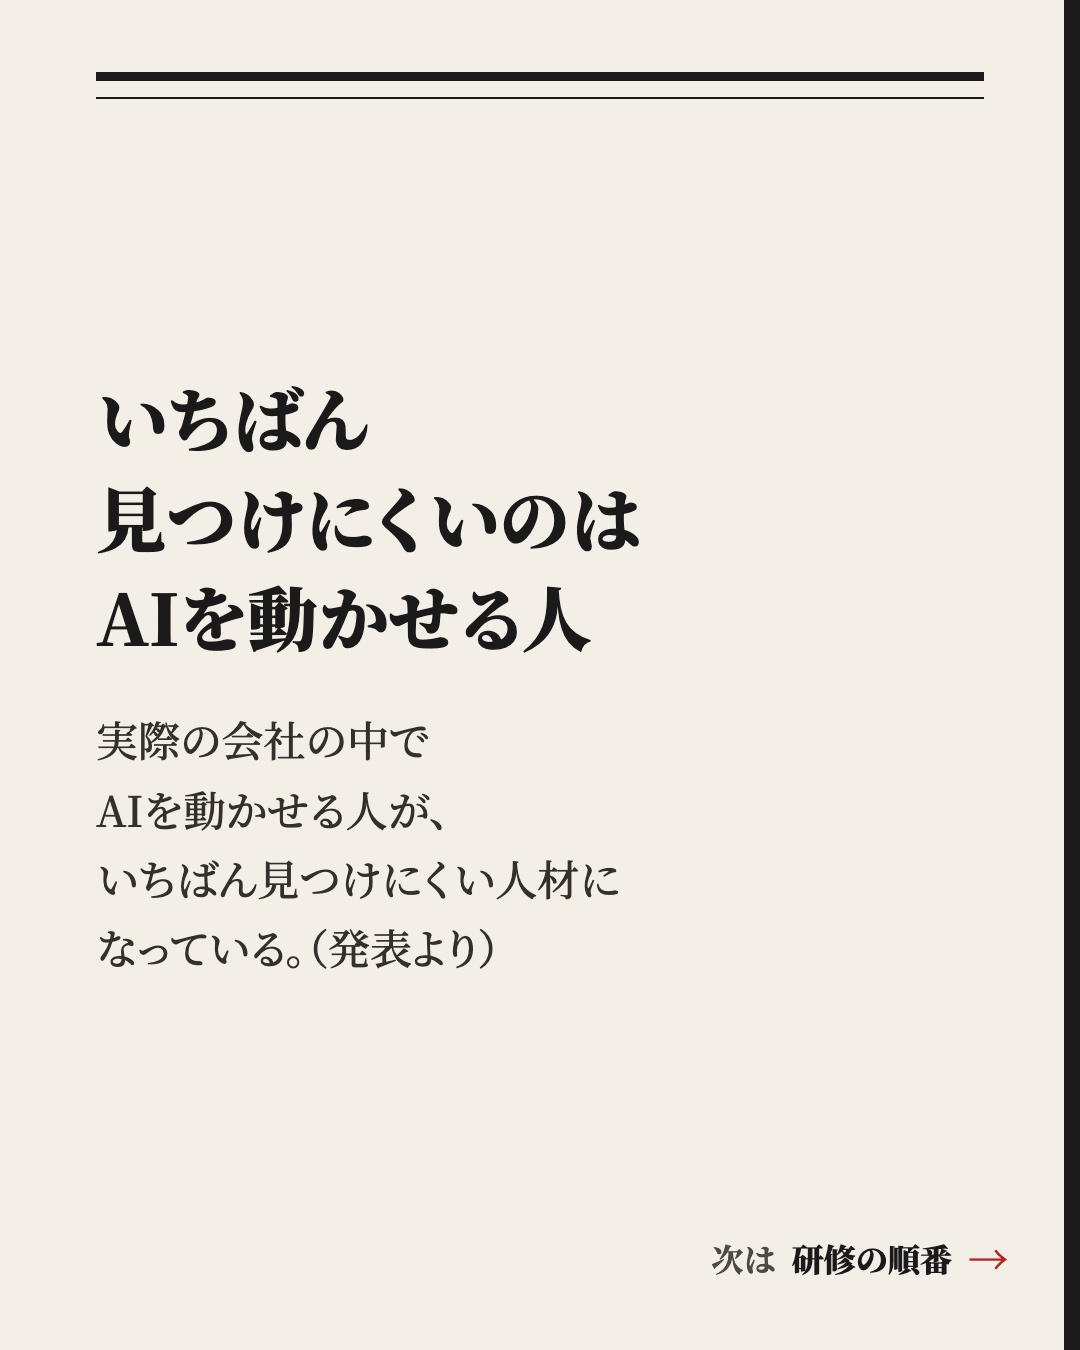 いちばん
見つけにくいのは
AIを動かせる人
実際の会社の中で
AIを動かせる人が、
いちばん見つけにくい人材に
なっている。（発表より）
次は 研修の順番 →